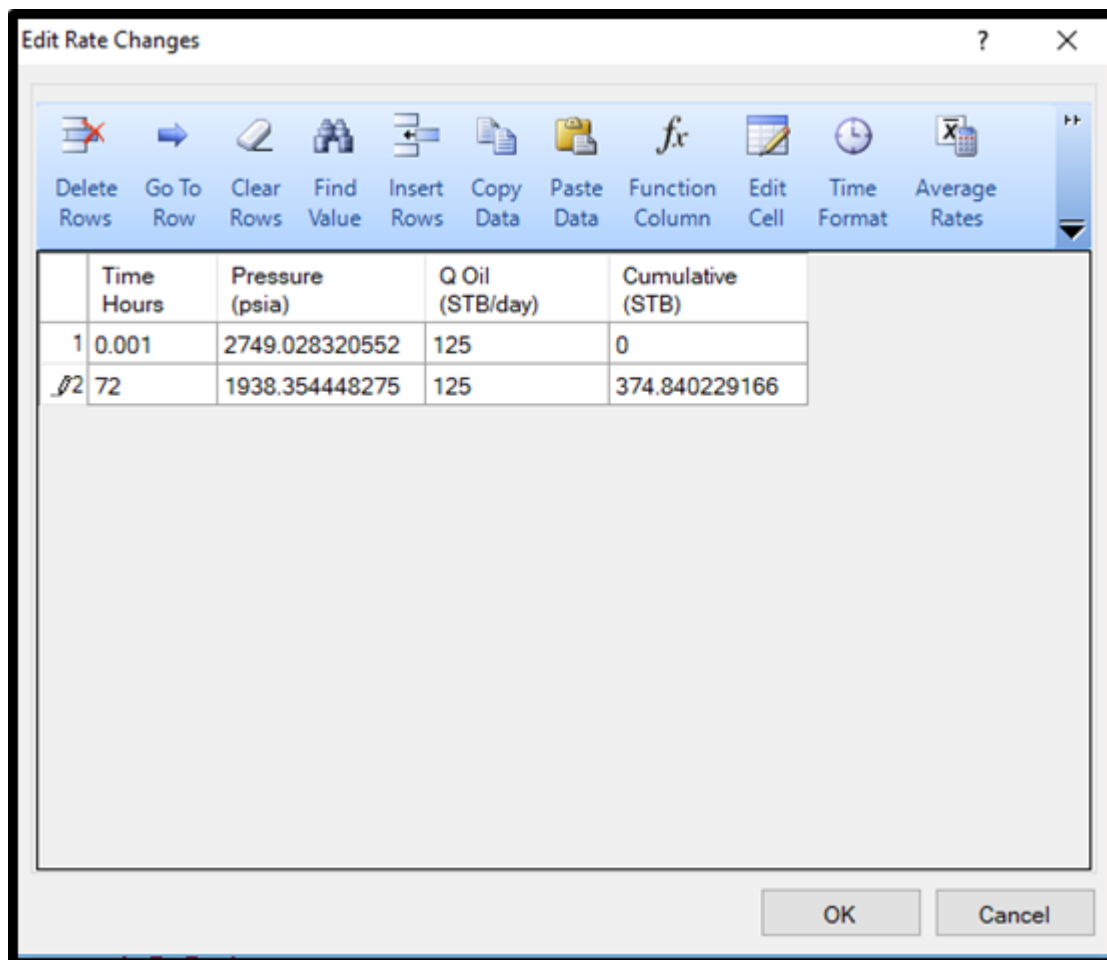 Edit Rate Changes ? ×
Delete Go To Clear Find Insert Copy Paste Function Edit Time Average
Rows Row Rows Value Rows Data Data Column Cell Format Rates
Time Pressure Q Oil Cumulative
Hours (psia) (STB/day) (STB)
1 0.001 2749.028320552 125 0
2 72 1938.354448275 125 374.840229166
OK Cancel